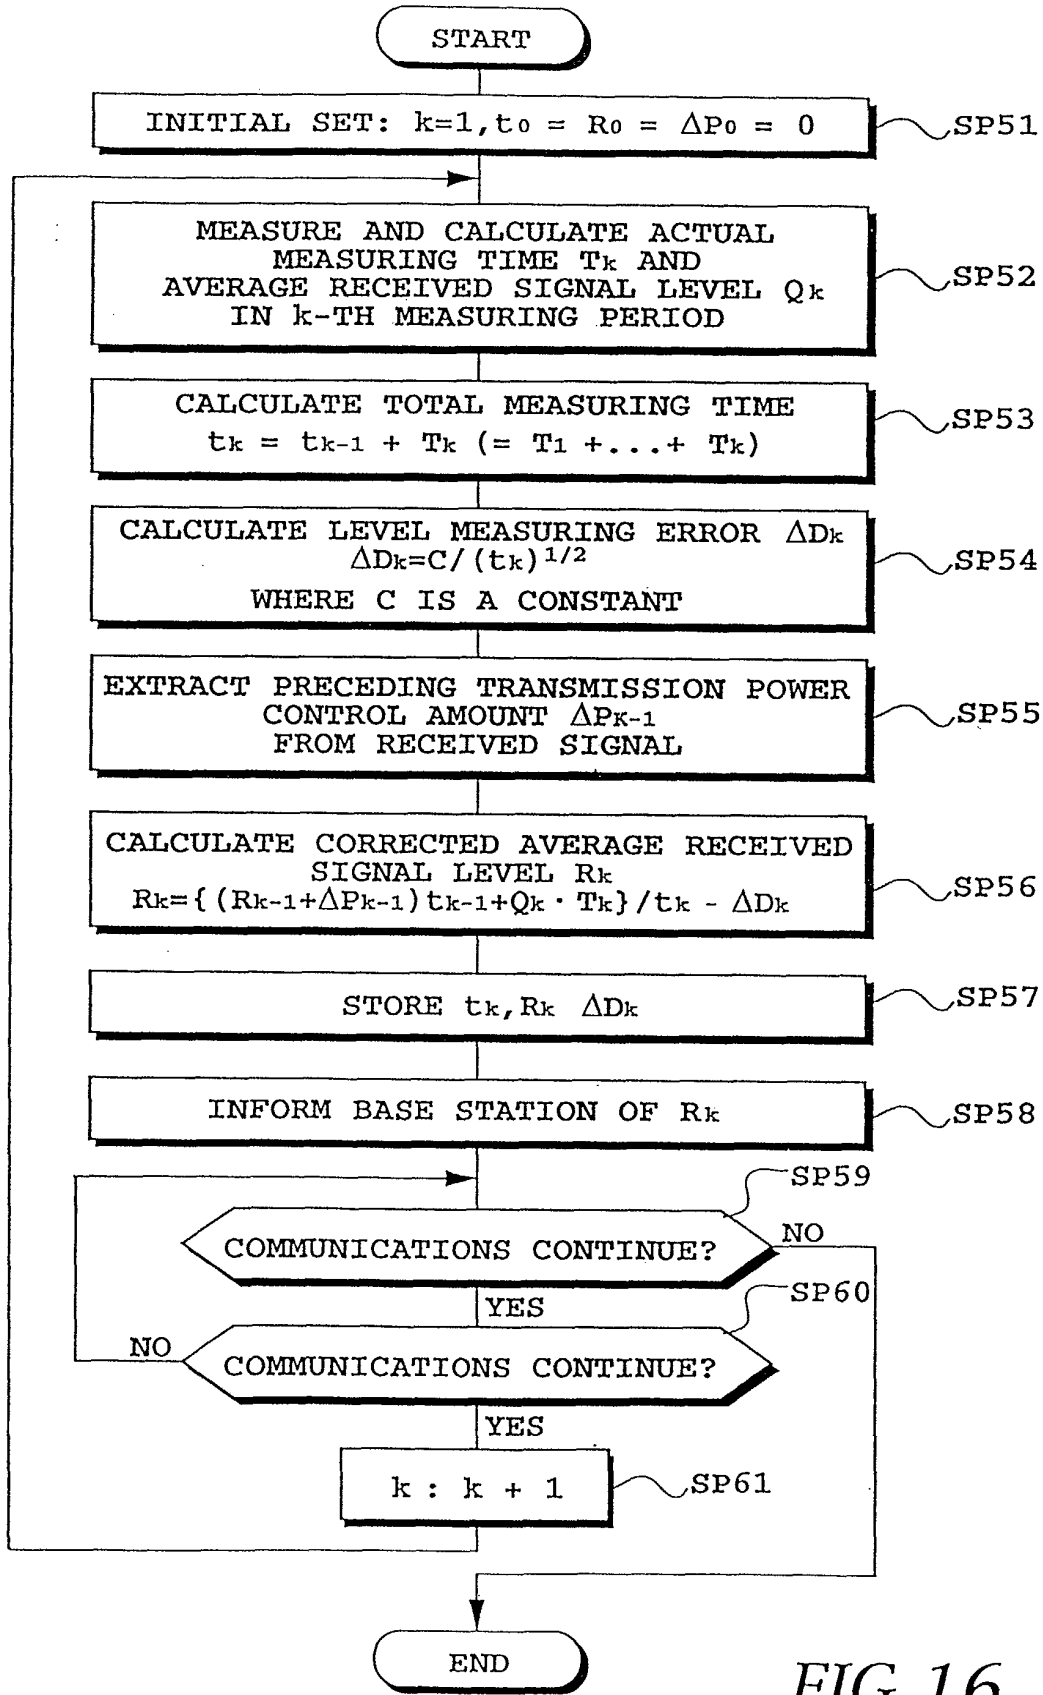 START
INITIAL SET: k=1,t0 = R0 = ΔP0 = 0
SP51
MEASURE AND CALCULATE ACTUAL
MEASURING TIME Tk AND
AVERAGE RECEIVED SIGNAL LEVEL Qk
IN k-TH MEASURING PERIOD
SP52
CALCULATE TOTAL MEASURING TIME
tk = tk-1 + Tk (= T1 +...+ Tk)
SP53
CALCULATE LEVEL MEASURING ERROR ΔDk
ΔDk=C/(tk)1/2
WHERE C IS A CONSTANT
SP54
EXTRACT PRECEDING TRANSMISSION POWER
CONTROL AMOUNT ΔPK-1
FROM RECEIVED SIGNAL
SP55
CALCULATE CORRECTED AVERAGE RECEIVED
SIGNAL LEVEL Rk
Rk={(Rk-1+ΔPk-1)tk-1+Qk·Tk}/tk - ΔDk
SP56
STORE tk,Rk ΔDk
SP57
INFORM BASE STATION OF Rk
SP58
SP59
COMMUNICATIONS CONTINUE?
NO
YES
SP60
NO
COMMUNICATIONS CONTINUE?
YES
k : k + 1
SP61
END
FIG. 16